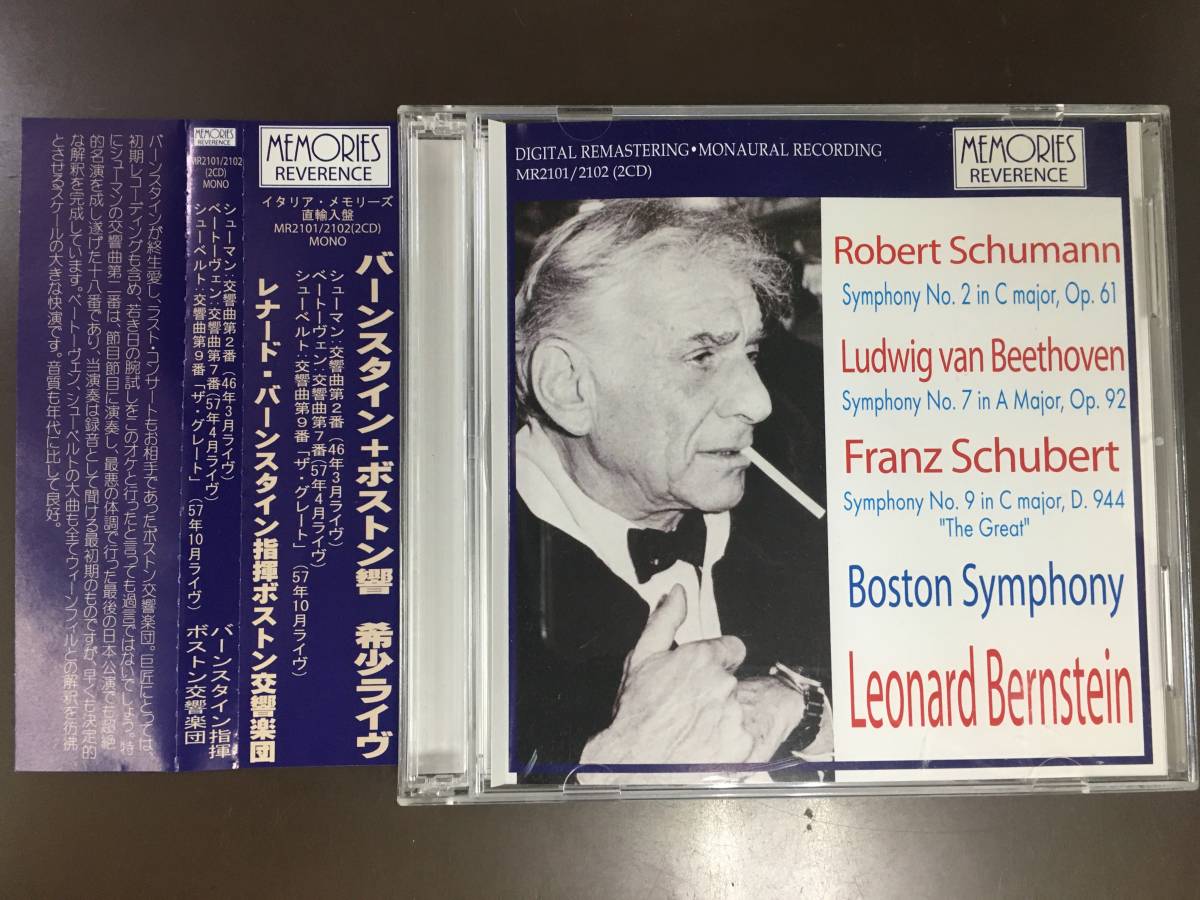 バーンスタインが終生愛し、ラスト・コンサートもお相手であったボストン交響楽団。巨匠にとっては、
初期レコーディングも含め、若き日の腕試しをこのオケと行ったと言っても過言ではないでしょう。特
にシューマンの交響曲第二番は、節目節目に演奏し、最悪の体調で行った最後の日本公演でも超絶
的名演を成し遂げた十八番であり、当演奏は録音として聞ける最初期のものですが、早くも決定的
な解釈を完成しています。ベートーヴェン、シューベルトの大曲も全てウィーンフィルとの解釈を彷彿
とさせるスケールの大きな快演です。音質も年代に比して良好。
MEMORIES
REVERENCE
MR2101/2102
(2CD)
MONO
シューマン:交響曲第2番（46年3月ライヴ）
ベートーヴェン:交響曲第7番（57年4月ライヴ）
シューベルト:交響曲第9番「ザ・グレート」（57年10月ライヴ）
バーンスタイン指揮
ボストン交響楽団
MEMORIES
REVERENCE
イタリア・メモリーズ
直輸入盤
MR2101/2102(2CD)
MONO
バーンスタイン+ボストン響 希少ライヴ
シューマン:交響曲第2番（46年3月ライヴ）
ベートーヴェン:交響曲第7番（57年4月ライヴ）
シューベルト:交響曲第9番「ザ・グレート」（57年10月ライヴ）
レナード・バーンスタイン指揮ボストン交響楽団
DIGITAL REMASTERING•MONAURAL RECORDING
MR2101/2102 (2CD)
MEMORIES
REVERENCE
Robert Schumann
Symphony No. 2 in C major, Op. 61
Ludwig van Beethoven
Symphony No. 7 in A Major, Op. 92
Franz Schubert
Symphony No. 9 in C major, D. 944
"The Great"
Boston Symphony
Leonard Bernstein